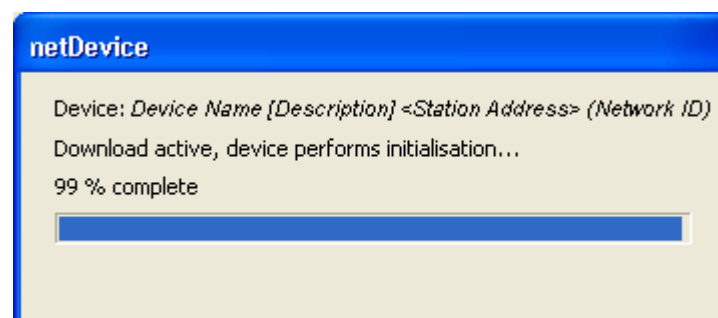 netDevice
Device: Device Name [Description] <Station Address> (Network ID)
Download active, device performs initialisation...
99 % complete